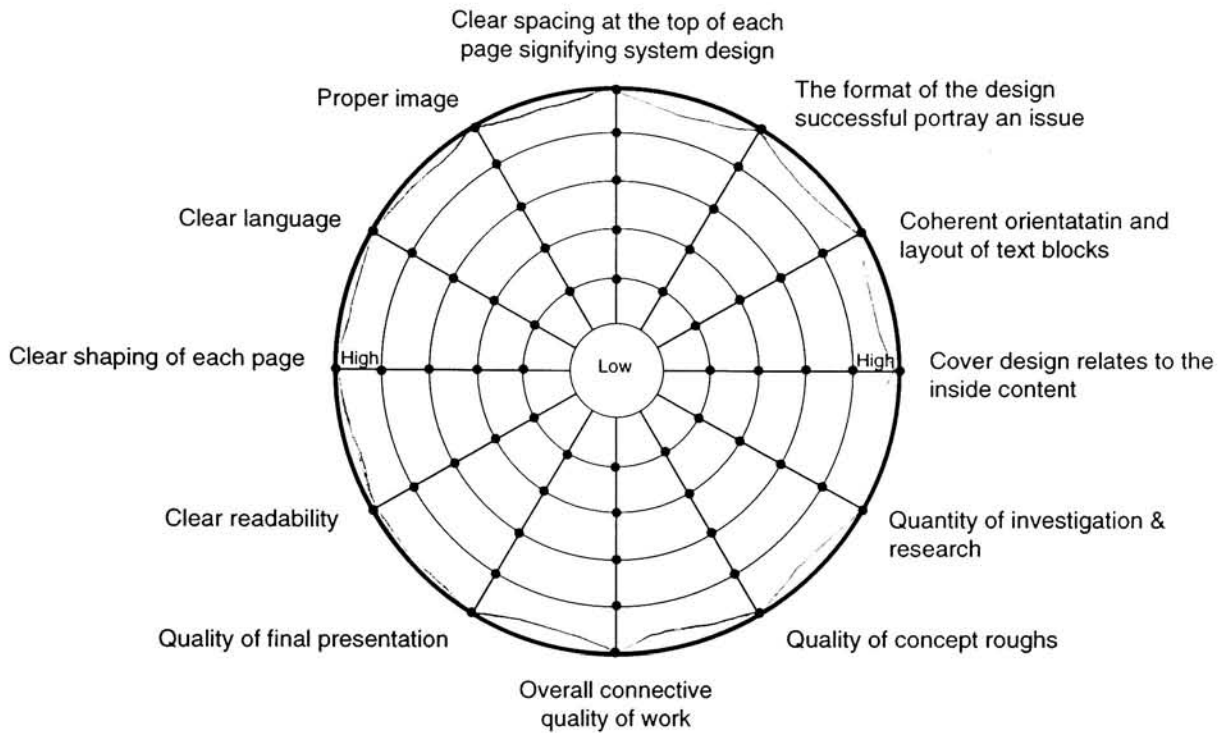 Clear spacing at the top of each
page signifying system design
The format of the design
successful portray an issue
Proper image
Clear language
Coherent orientatatin and
layout of text blocks
Clear shaping of each page
High
Low
High
Cover design relates to the
inside content
Clear readability
Quantity of investigation &
research
Quality of final presentation
Quality of concept roughs
Overall connective
quality of work